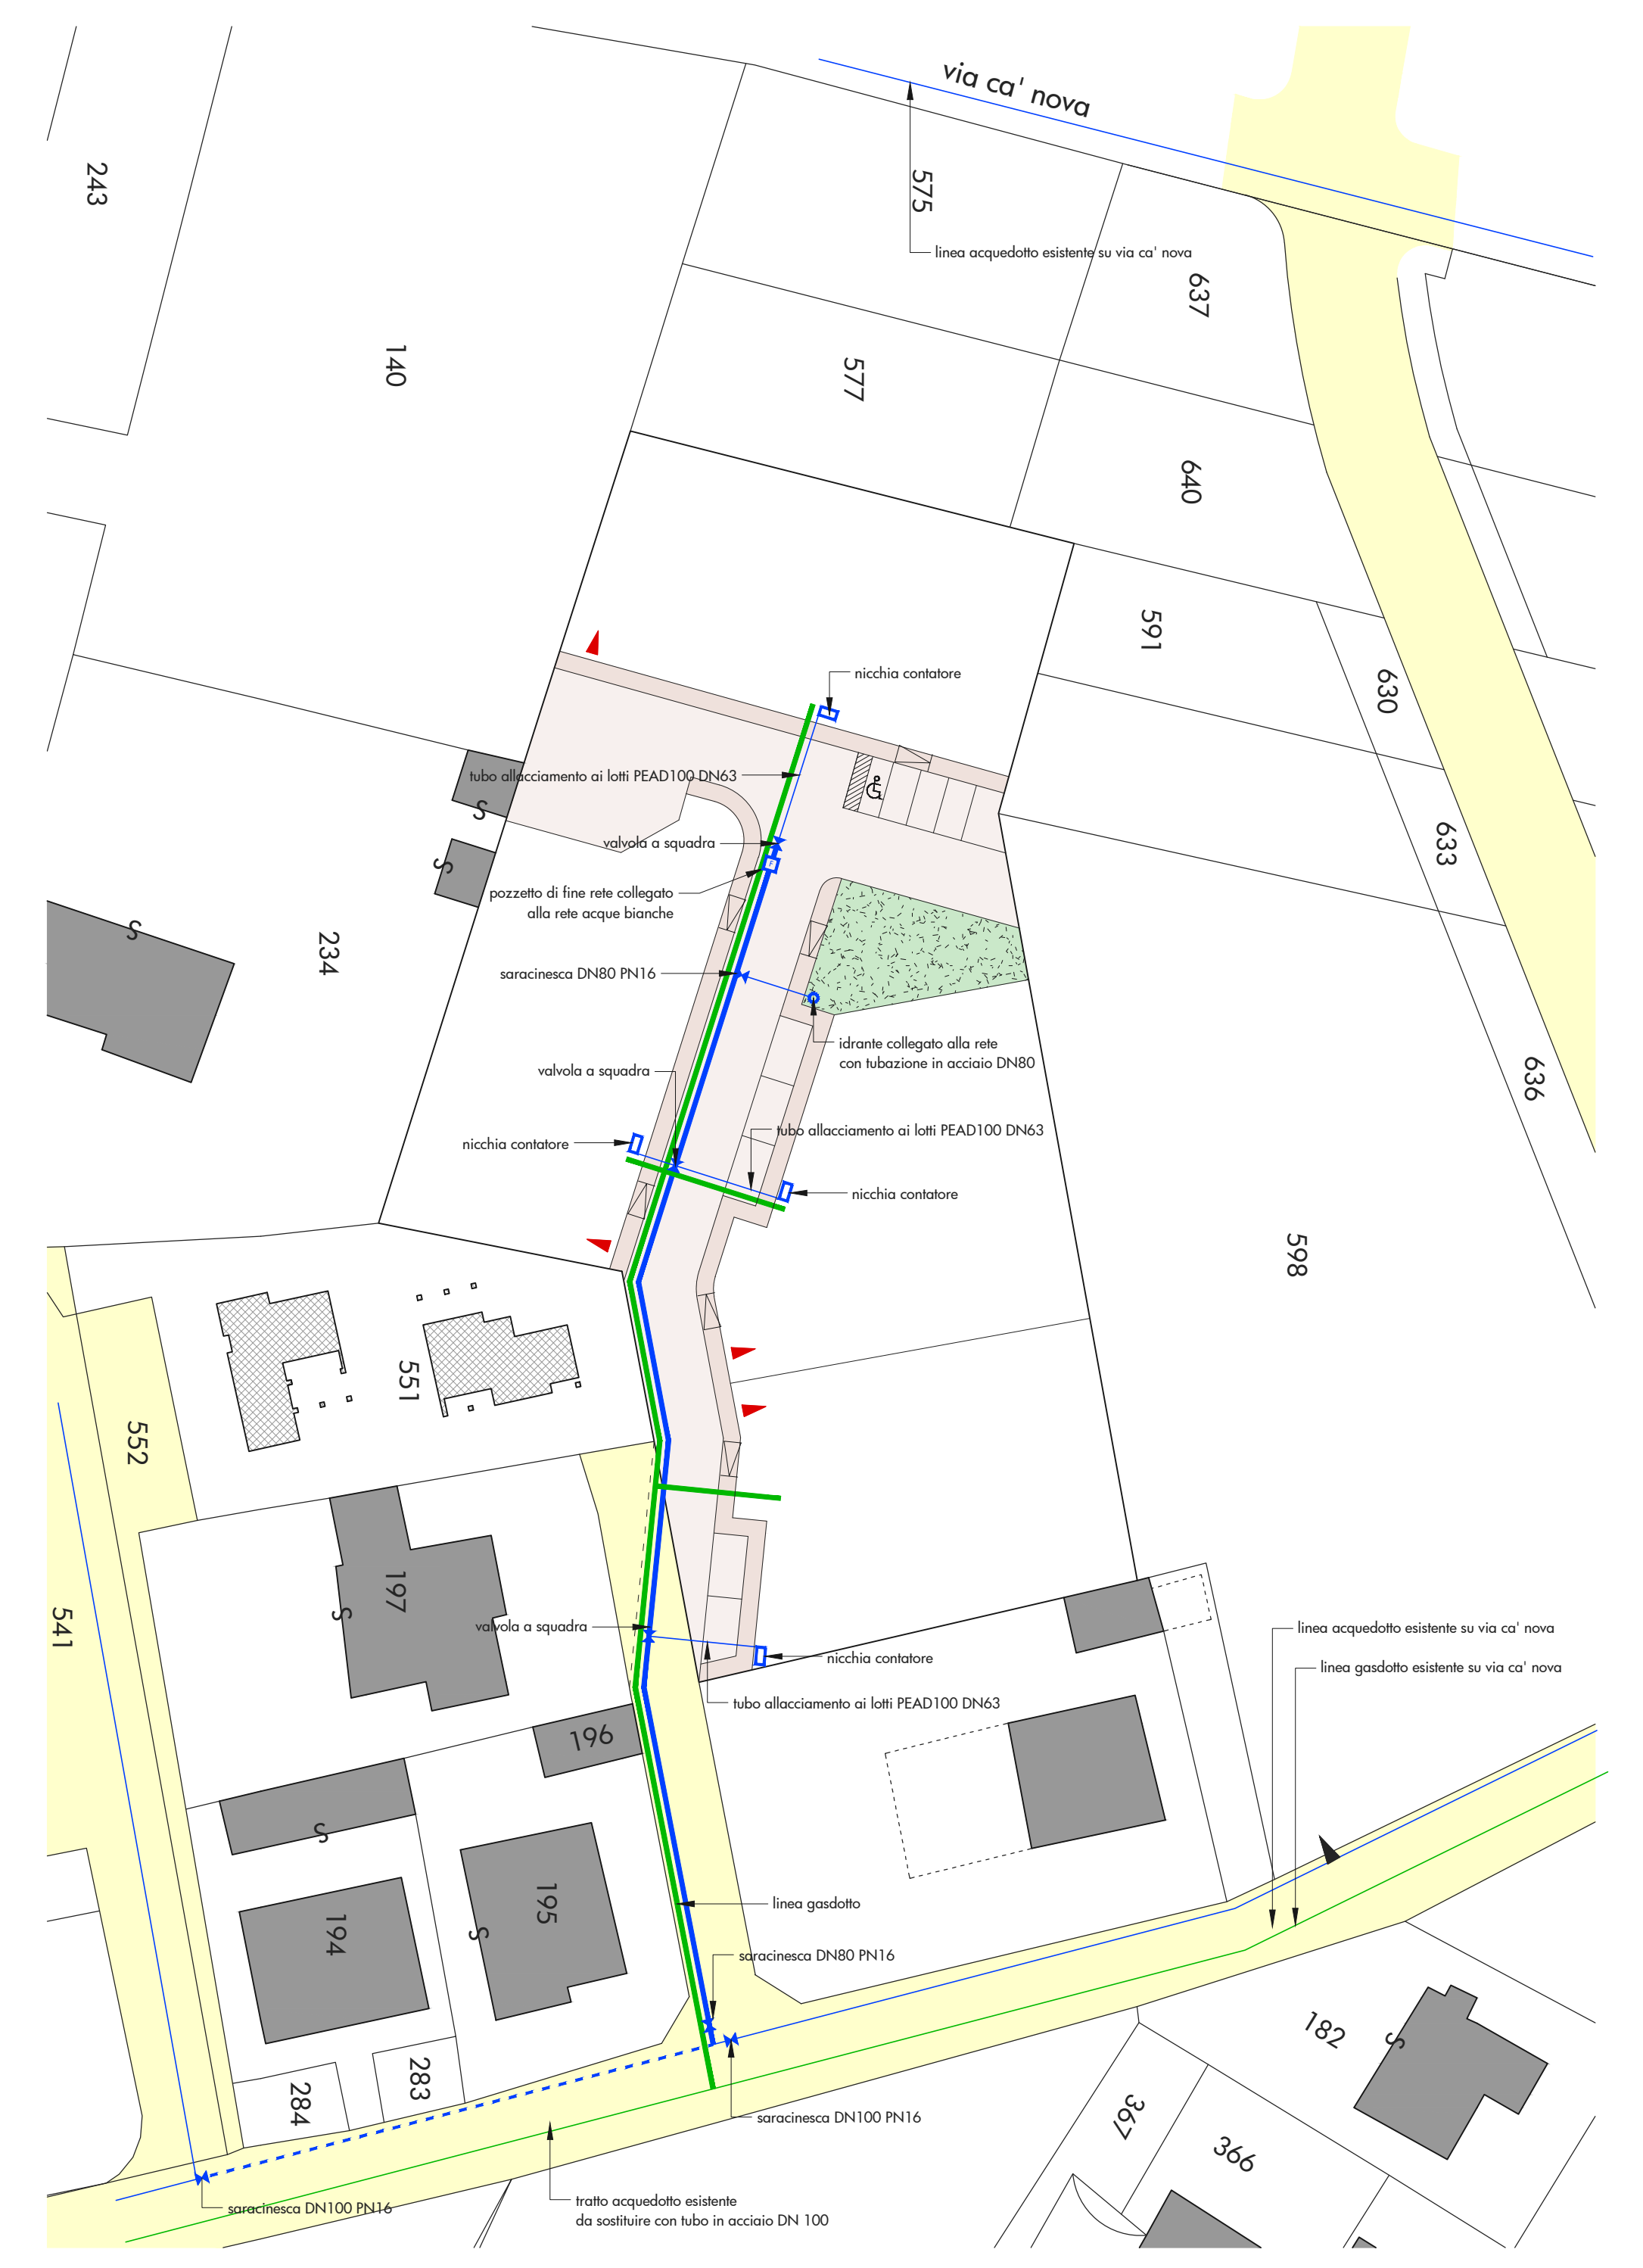 via ca' nova
243
575
linea acquedotto esistente su via ca' nova
637
140
577
640
591
630
nicchia contatore
tubo allacciamento ai lotti PEAD100 DN63
S
valvola a squadra
633
S
F
pozzetto di fine rete collegato
alla rete acque bianche
S
234
saracinesca DN80 PN16
idrante collegato alla rete
con tubazione in acciaio DN80
valvola a squadra
636
tubo allacciamento ai lotti PEAD100 DN63
nicchia contatore
nicchia contatore
598
551
552
197
S
541
valvola a squadra
linea acquedotto esistente su via ca' nova
nicchia contatore
linea gasdotto esistente su via ca' nova
tubo allacciamento ai lotti PEAD100 DN63
196
S
195
linea gasdotto
194
S
saracinesca DN80 PN16
182
S
283
284
saracinesca DN100 PN16
367
366
tratto acquedotto esistente
da sostituire con tubo in acciaio DN 100
saracinesca DN100 PN16